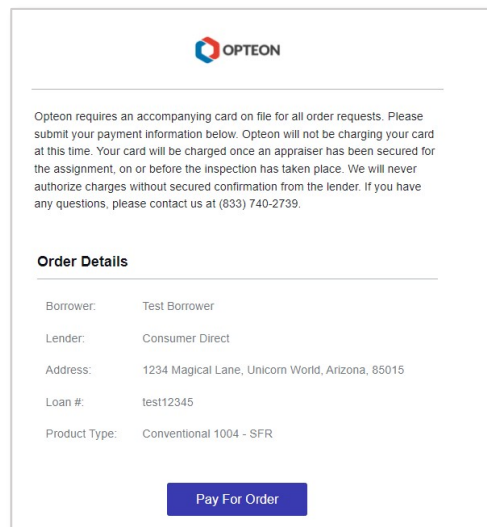 OPTEON
Opteon requires an accompanying card on file for all order requests. Please
submit your payment information below. Opteon will not be charging your card
at this time. Your card will be charged once an appraiser has been secured for
the assignment, on or before the inspection has taken place. We will never
authorize charges without secured confirmation from the lender. If you have
any questions, please contact us at (833) 740-2739.
Order Details
Borrower: Test Borrower
Lender: Consumer Direct
Address: 1234 Magical Lane, Unicorn World, Arizona, 85015
Loan #: test12345
Product Type: Conventional 1004 - SFR
Pay For Order